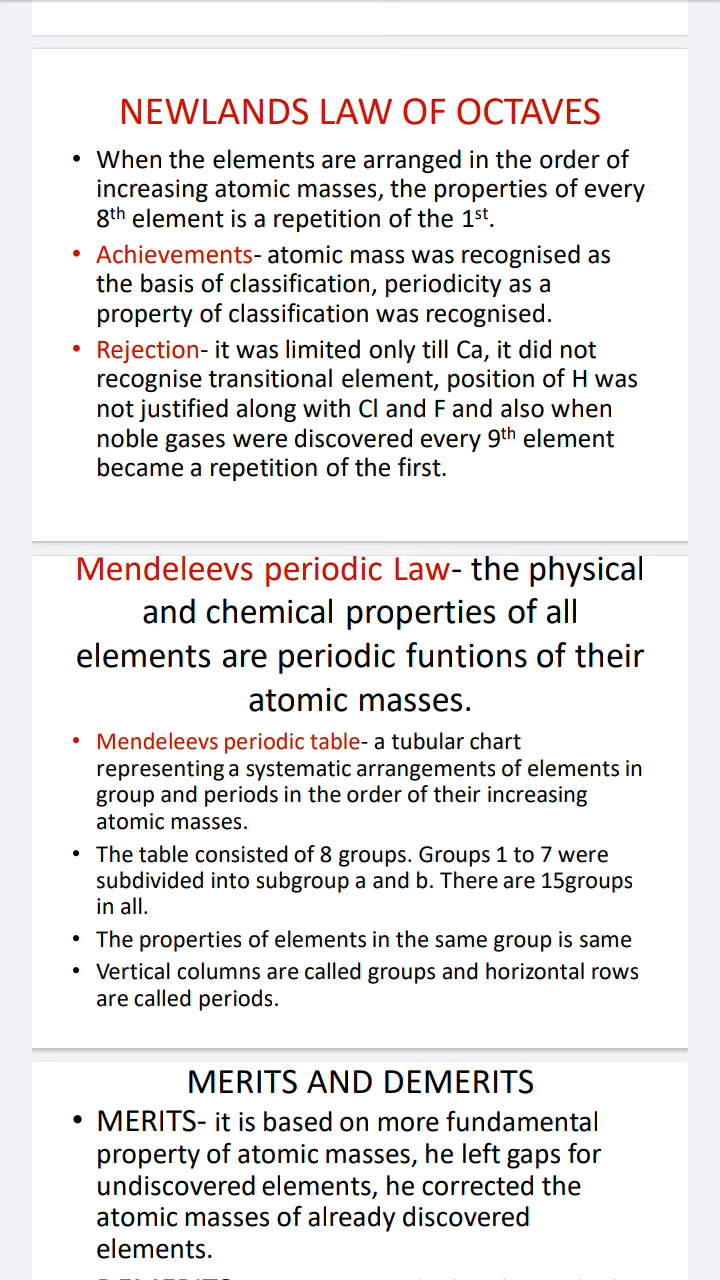 NEWLANDS LAW OF OCTAVES
• When the elements are arranged in the order of
increasing atomic masses, the properties of every
8th element is a repetition of the 1st.
• Achievements- atomic mass was recognised as
the basis of classification, periodicity as a
property of classification was recognised.
• Rejection- it was limited only till Ca, it did not
recognise transitional element, position of H was
not justified along with Cl and F and also when
noble gases were discovered every 9th element
became a repetition of the first.
Mendeleevs periodic Law- the physical
and chemical properties of all
elements are periodic funtions of their
atomic masses.
• Mendeleevs periodic table- a tubular chart
representing a systematic arrangements of elements in
group and periods in the order of their increasing
atomic masses.
• The table consisted of 8 groups. Groups 1 to 7 were
subdivided into subgroup a and b. There are 15groups
in all.
• The properties of elements in the same group is same
• Vertical columns are called groups and horizontal rows
are called periods.
MERITS AND DEMERITS
• MERITS- it is based on more fundamental
property of atomic masses, he left gaps for
undiscovered elements, he corrected the
atomic masses of already discovered
elements.